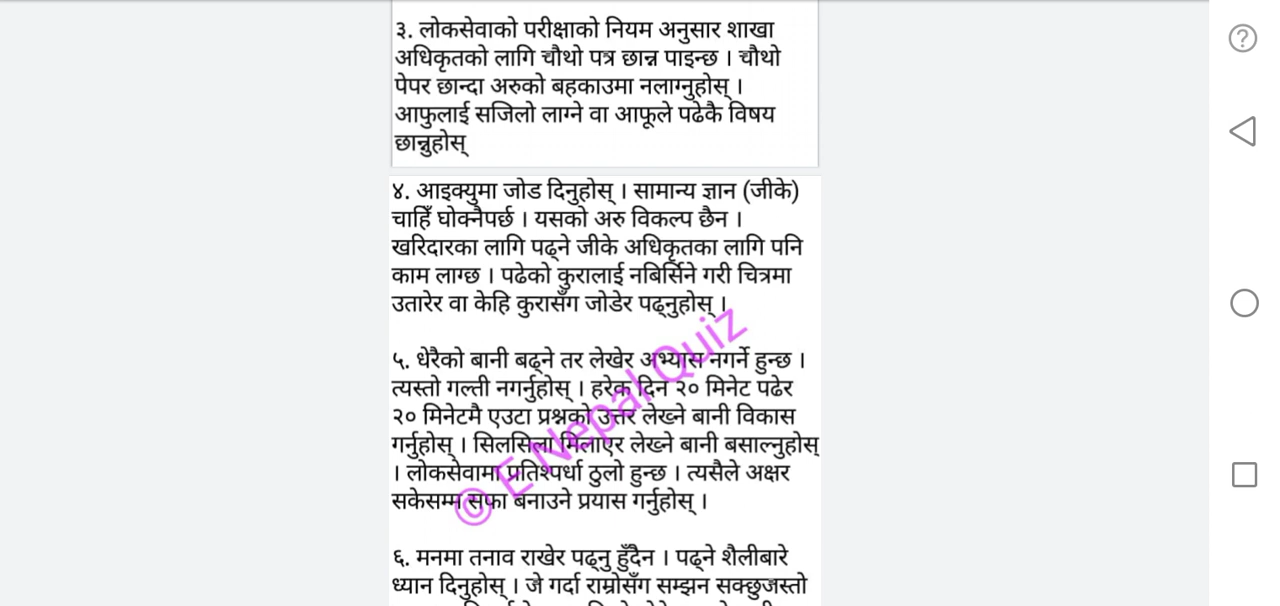 ३. लोकसेवाको परीक्षाको नियम अनुसार शाखा
अधिकृतको लागि चौथो पत्र छान्न पाइन्छ । चौथो
पेपर छान्दा अरुको बहकाउमा नलाग्नुहोस् ।
आफुलाई सजिलो लाग्ने वा आफूले पढेकै विषय
छान्नुहोस्
४. आइक्युमा जोड दिनुहोस् । सामान्य ज्ञान (जीके)
चाहिँ घोक्नैपर्छ । यसको अरु विकल्प छैन ।
खरिदारका लागि पढ्ने जीके अधिकृतका लागि पनि
काम लाग्छ । पढेको कुरालाई नबिर्सिने गरी चित्रमा
उतारेर वा केहि कुरासँग जोडेर पढ्नुहोस् ।
५. धेरैको बानी बढ्ने तर लेखेर अभ्यास नगर्ने हुन्छ ।
त्यस्तो गल्ती नगर्नुहोस् । हरेक दिन २० मिनेट पढेर
२० मिनेटमै एउटा प्रश्नको उत्तर लेख्ने बानी विकास
गर्नुहोस् । सिलसिला मिलाएर लेख्ने बानी बसाल्नुहोस्
। लोकसेवामा प्रतिश्पर्धा ठुलो हुन्छ । त्यसैले अक्षर
सकेसम्म सफा बनाउने प्रयास गर्नुहोस् ।
© E Nepal Quiz
६. मनमा तनाव राखेर पढ्नु हुँदैन । पढ्ने शैलीबारे
ध्यान दिनुहोस् । जे गर्दा राम्रोसँग सम्झन सक्छुजस्तो